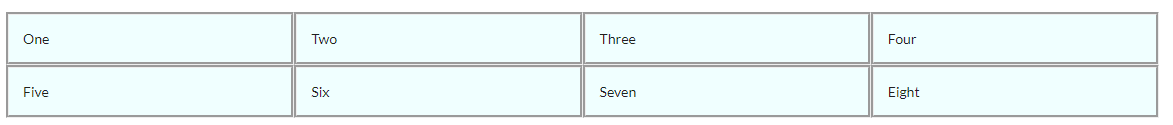 One Two Three Four
Five Six Seven Eight